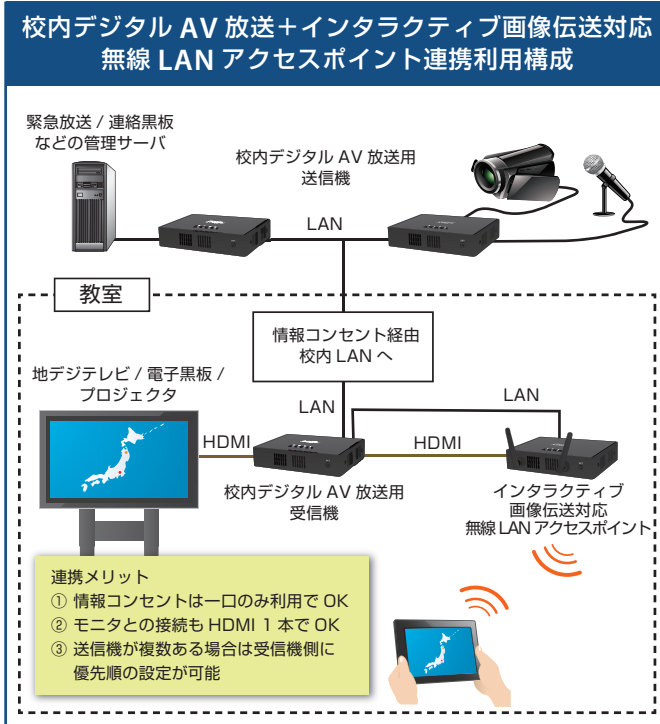 校内デジタル AV 放送＋インタラクティブ画像伝送対応
無線 LAN アクセスポイント連携利用構成
緊急放送 / 連絡黒板
などの管理サーバ
校内デジタル AV 放送用
送信機
LAN
教室
情報コンセント経由
校内 LAN へ
地デジテレビ / 電子黒板 /
プロジェクタ
LAN
LAN
HDMI
HDMI
校内デジタル AV 放送用
受信機
インタラクティブ
画像伝送対応
無線 LAN アクセスポイント
連携メリット
① 情報コンセントは一口のみ利用で OK
② モニタとの接続も HDMI 1 本で OK
③ 送信機が複数ある場合は受信機側に
優先順の設定が可能